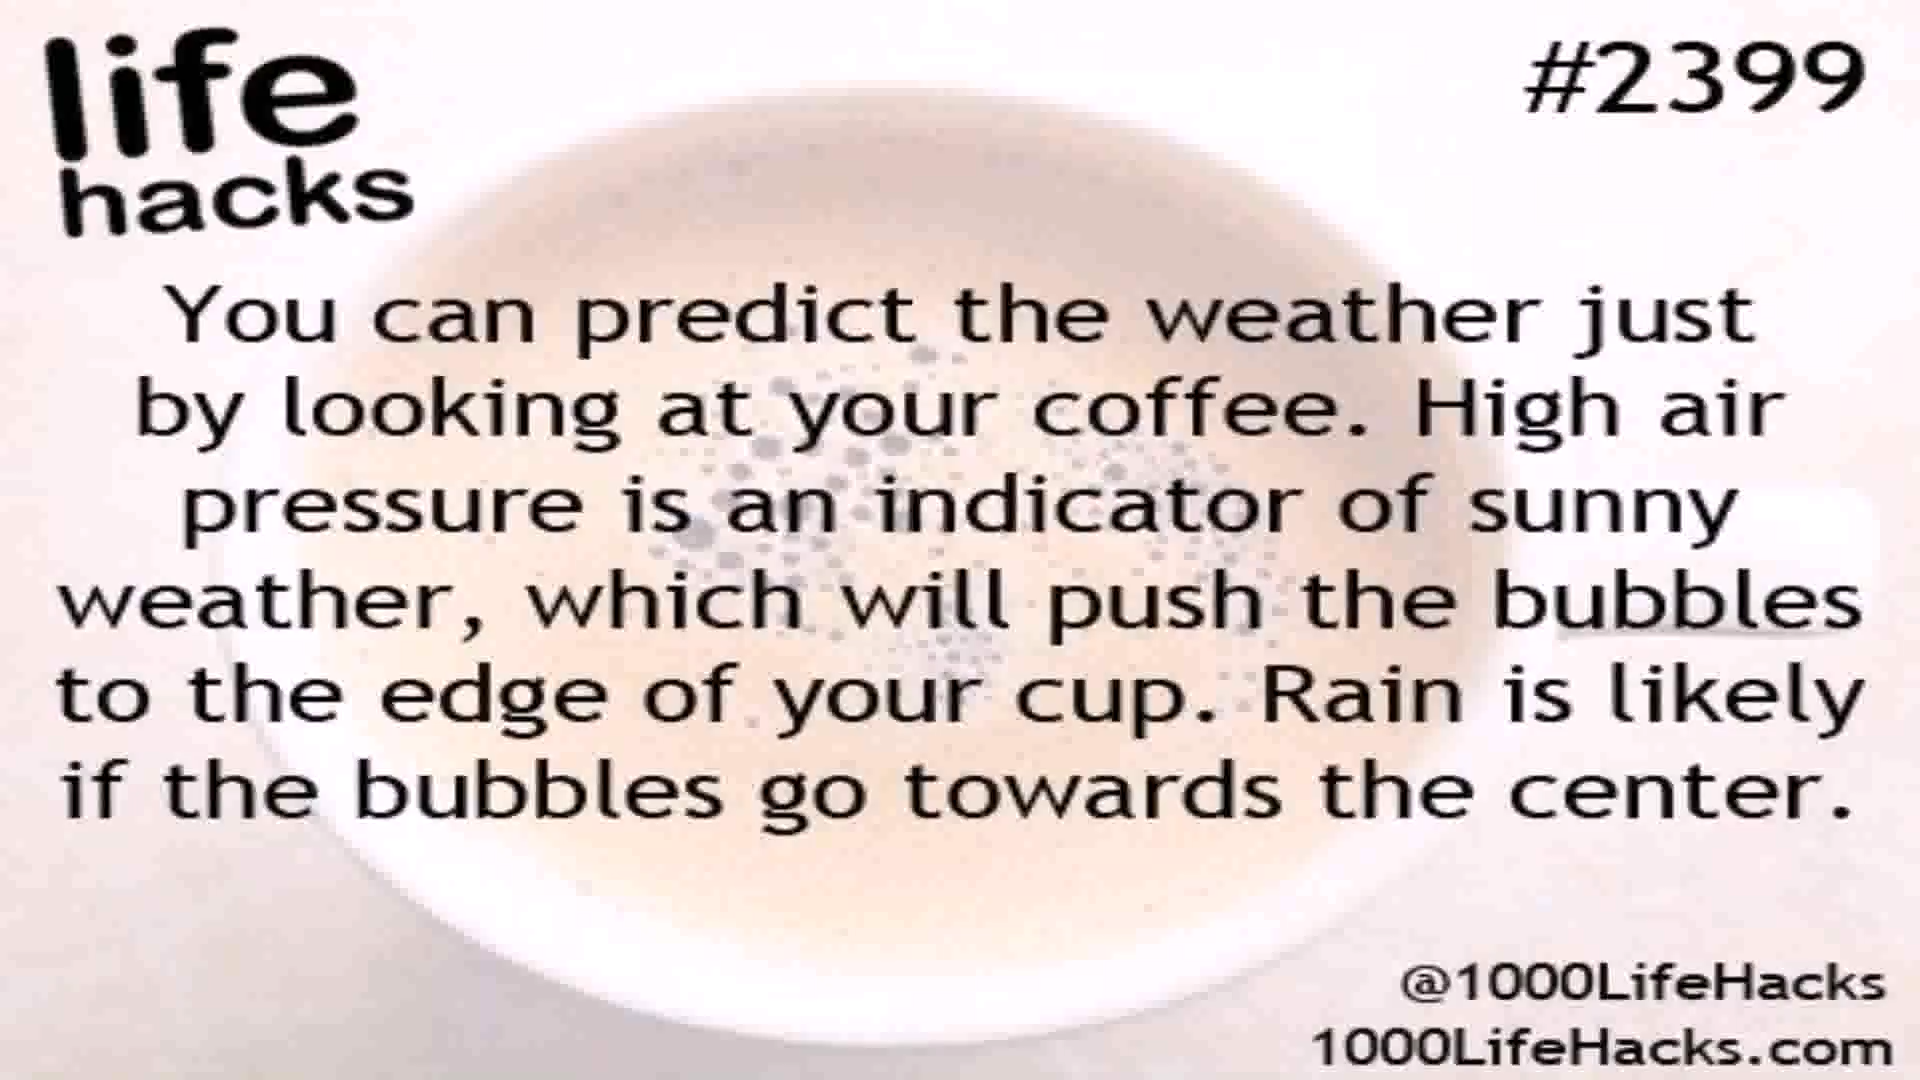 life
hacks
#2399
You can predict the weather just
by looking at your coffee. High air
pressure is an indicator of sunny
weather, which will push the bubbles
to the edge of your cup. Rain is likely
if the bubbles go towards the center.
@1000LifeHacks
1000LifeHacks.com